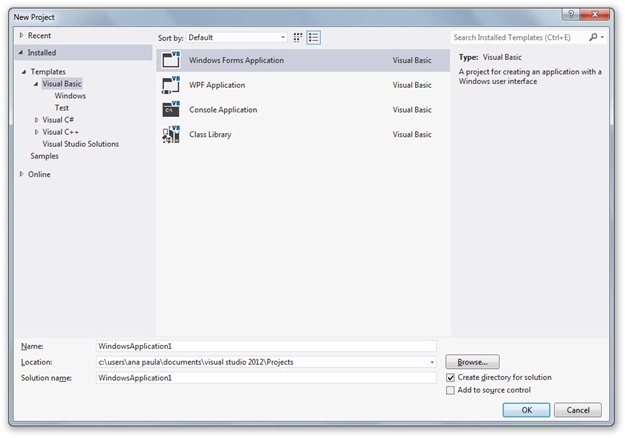 New Project
Recent
Installed
Templates
Visual Basic
Windows
Test
Visual C#
Visual C++
Visual Studio Solutions
Samples
Online
Sort by: Default
VB Windows Forms Application Visual Basic
VB WPF Application Visual Basic
VB C:\ Console Application Visual Basic
VB Class Library Visual Basic
Search Installed Templates (Ctrl+E)
Type: Visual Basic
A project for creating an application with a
Windows user interface
Name: WindowsApplication1
Location: c:\users\ana paula\documents\visual studio 2012\Projects
Browse...
Solution name: WindowsApplication1
Create directory for solution
Add to source control
OK Cancel